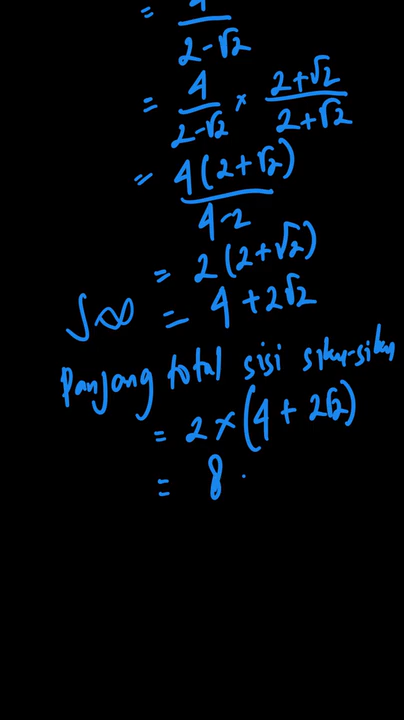 = 4/(2-√2)
= 4/(2-√2) × (2+√2)/(2+√2)
= 4(2+√2)/(4-2)
= 2(2+√2)
S∞ = 4+2√2
Panjang total sisi siku-siku
= 2×(4+2√2)
= 8